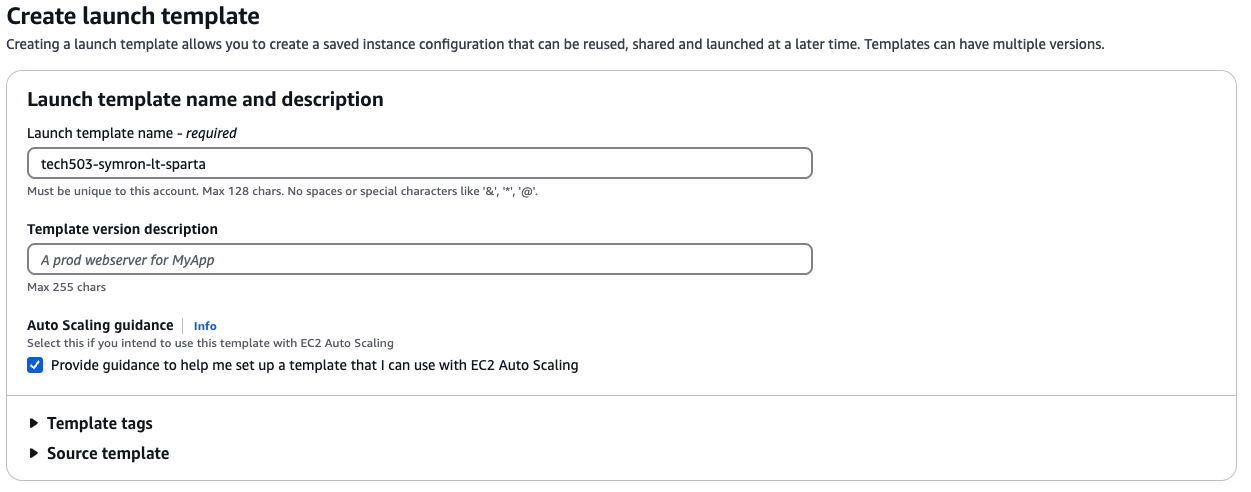 Create launch template
Creating a launch template allows you to create a saved instance configuration that can be reused, shared and launched at a later time. Templates can have multiple versions.
Launch template name and description
Launch template name - required
tech503-symron-lt-sparta
Must be unique to this account. Max 128 chars. No spaces or special characters like '&', '*', '@'.
Template version description
A prod webserver for MyApp
Max 255 chars
Auto Scaling guidance Info
Select this if you intend to use this template with EC2 Auto Scaling
Provide guidance to help me set up a template that I can use with EC2 Auto Scaling
Template tags
Source template